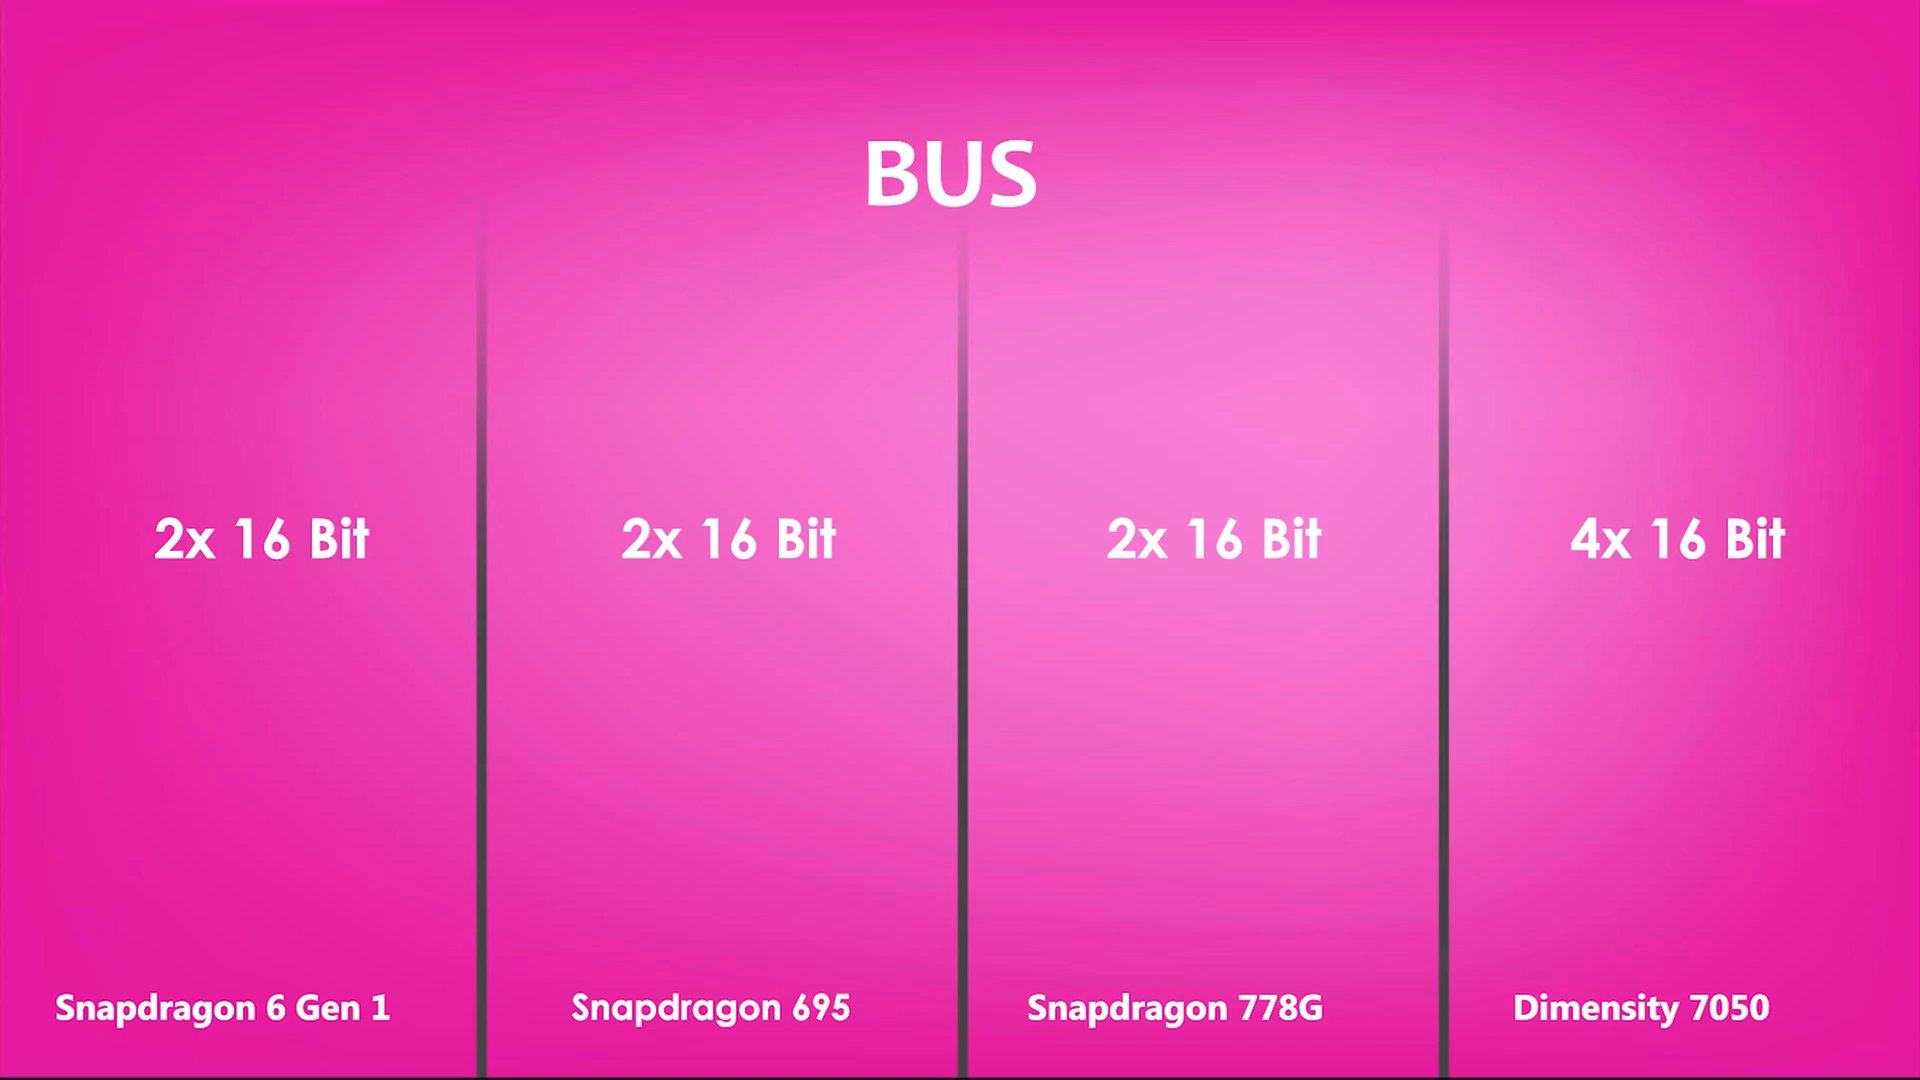 BUS
2x 16 Bit
2x 16 Bit
2x 16 Bit
4x 16 Bit
Snapdragon 6 Gen 1
Snapdragon 695
Snapdragon 778G
Dimensity 7050